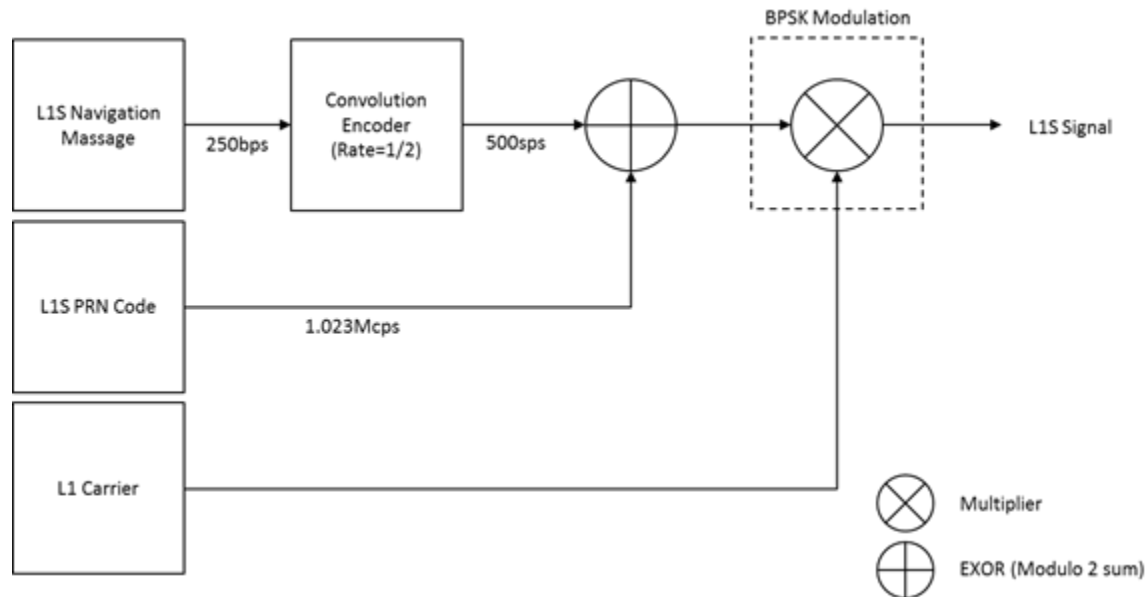 BPSK Modulation
L1S Navigation
Massage
250bps
Convolution
Encoder
(Rate=1/2)
500sps
L1S Signal
L1S PRN Code
1.023Mcps
L1 Carrier
Multiplier
EXOR (Modulo 2 sum)